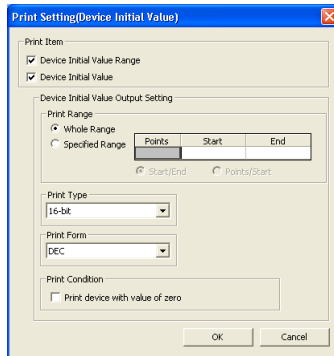 Print Setting(Device Initial Value)
Print Item
Device Initial Value Range
Device Initial Value
Device Initial Value Output Setting
Print Range
Whole Range
Specified Range
Points Start End
Start/End Points/Start
Print Type
16-bit
Print Form
DEC
Print Condition
Print device with value of zero
OK Cancel